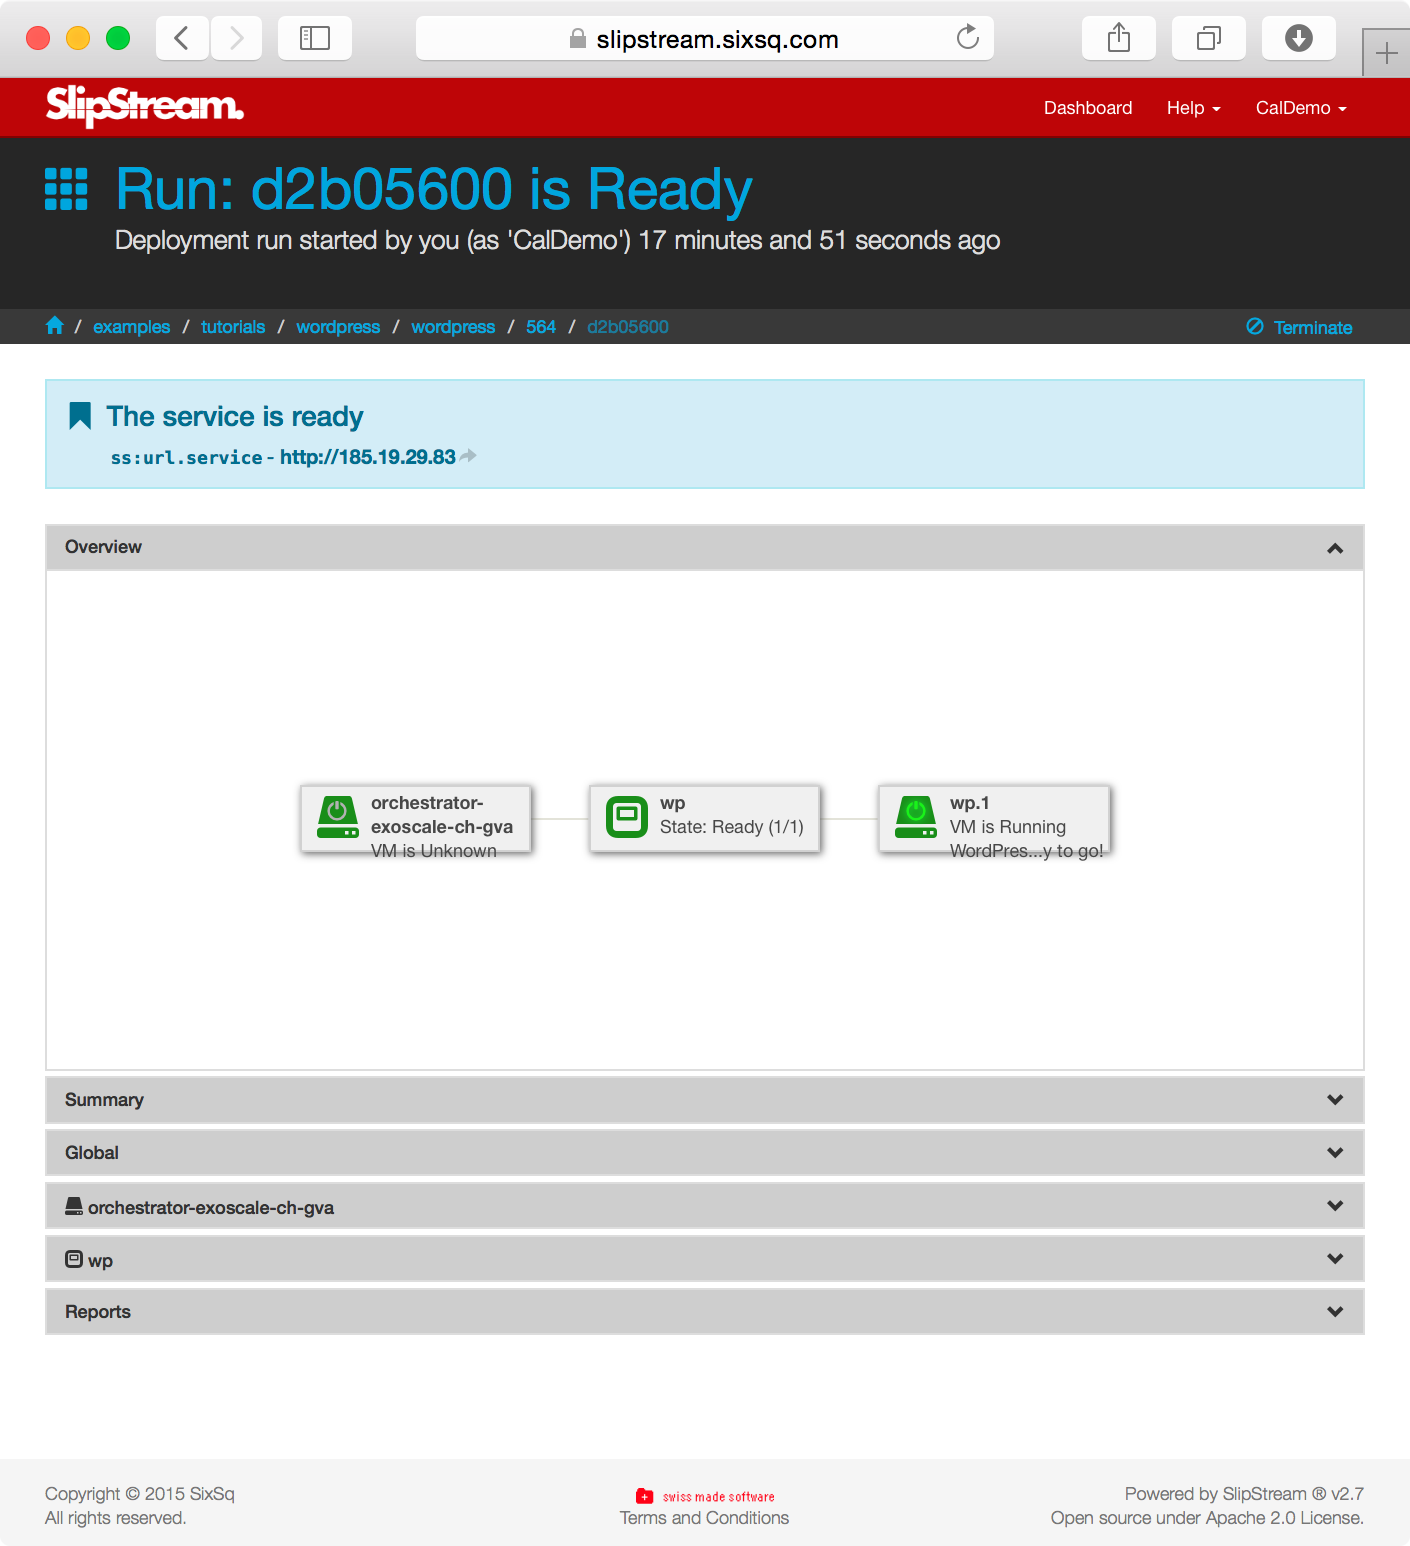 slipstream.sixsq.com
SlipStream.
Dashboard Help CalDemo
Run: d2b05600 is Ready
Deployment run started by you (as 'CalDemo') 17 minutes and 51 seconds ago
/ examples / tutorials / wordpress / wordpress / 564 / d2b05600 Terminate
The service is ready
ss:url.service - http://185.19.29.83
Overview
orchestrator-
exoscale-ch-gva
VM is Unknown
wp
State: Ready (1/1)
wp.1
VM is Running
WordPres...y to go!
Summary
Global
orchestrator-exoscale-ch-gva
wp
Reports
Copyright © 2015 SixSq
All rights reserved.
swiss made software
Terms and Conditions
Powered by SlipStream ® v2.7
Open source under Apache 2.0 License.